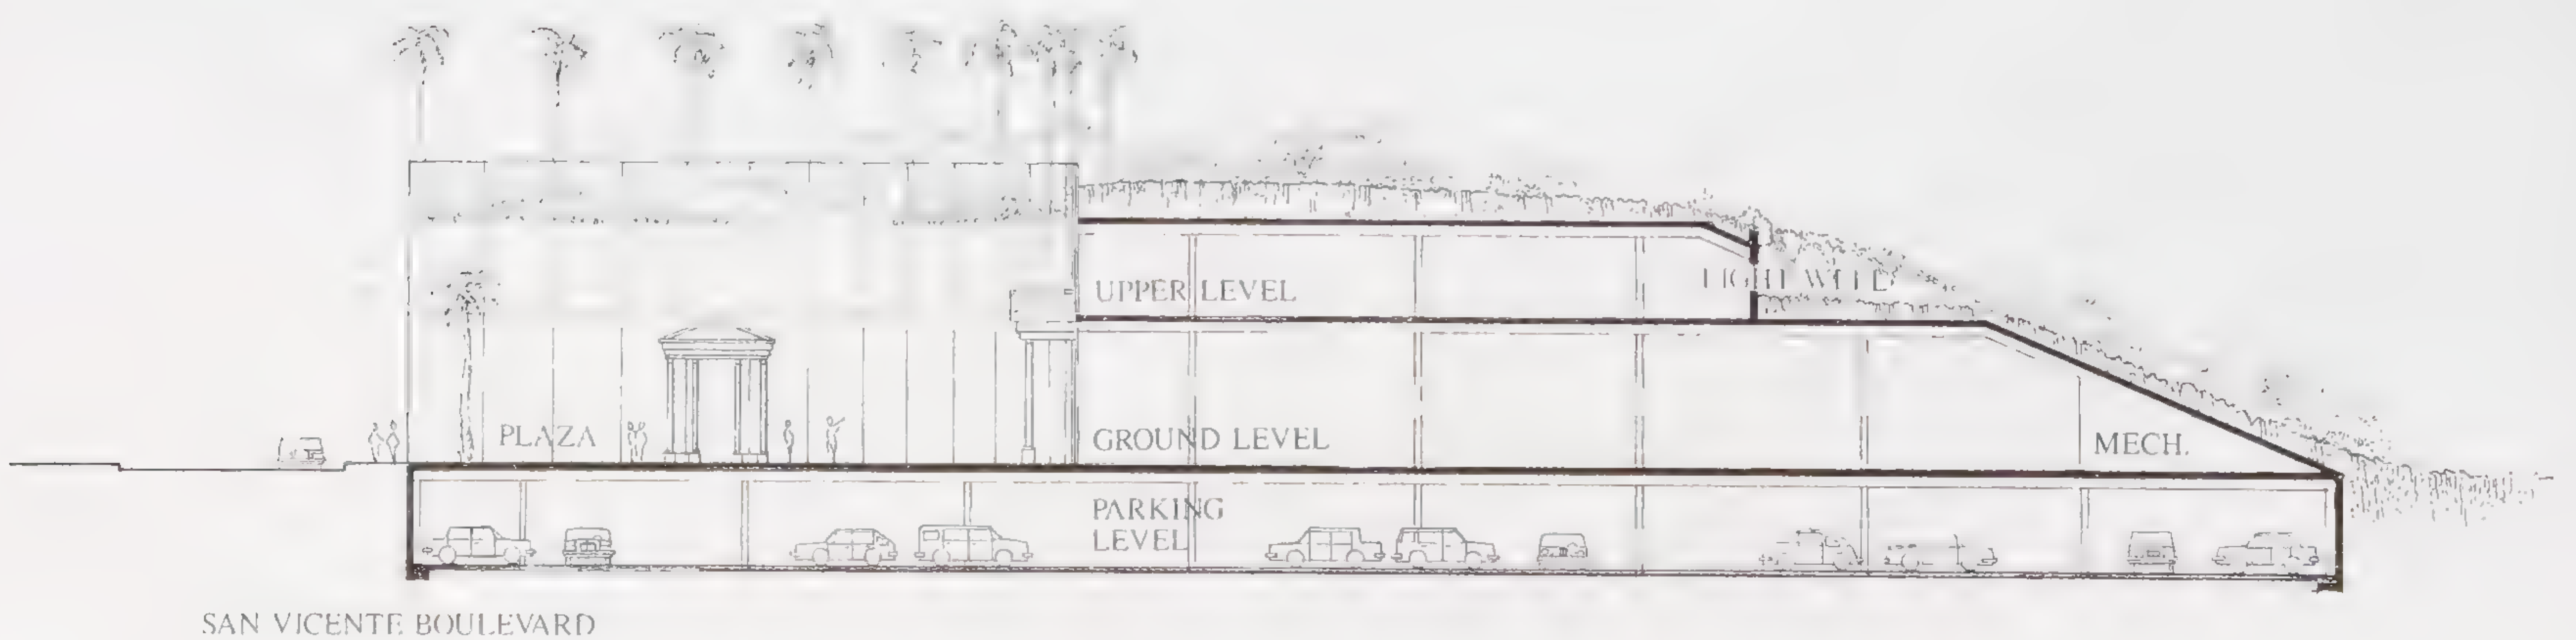 UPPER LEVEL
LIGHT WELL
PLAZA
GROUND LEVEL
MECH.
PARKING
LEVEL
SAN VICENTE BOULEVARD